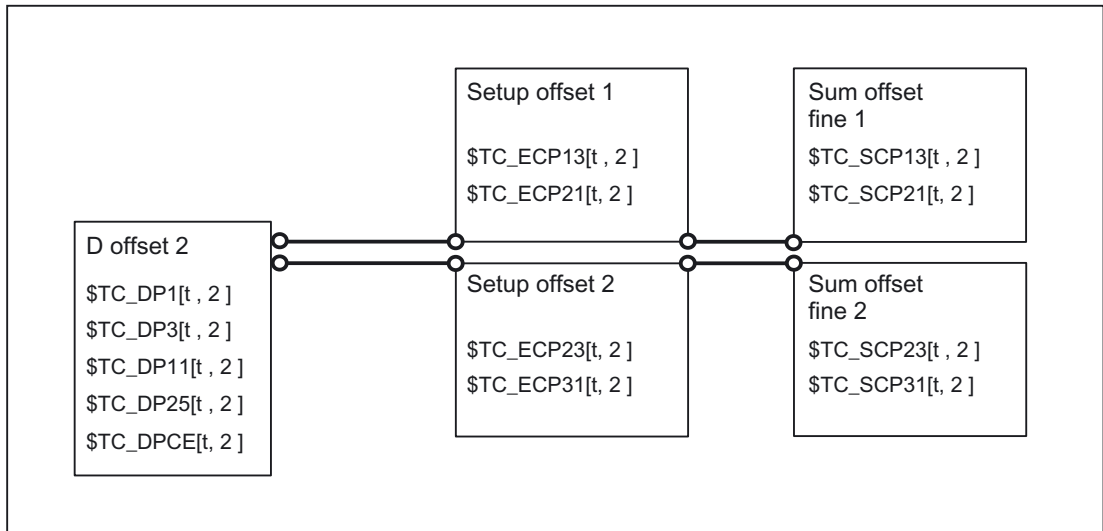 D offset 2
$TC_DP1[t , 2 ]
$TC_DP3[t , 2 ]
$TC_DP11[t , 2 ]
$TC_DP25[t , 2 ]
$TC_DPCE[t, 2 ]
Setup offset 1
$TC_ECP13[t , 2 ]
$TC_ECP21[t, 2 ]
Setup offset 2
$TC_ECP23[t, 2 ]
$TC_ECP31[t, 2 ]
Sum offset
fine 1
$TC_SCP13[t , 2 ]
$TC_SCP21[t, 2 ]
Sum offset
fine 2
$TC_SCP23[t , 2 ]
$TC_SCP31[t, 2 ]